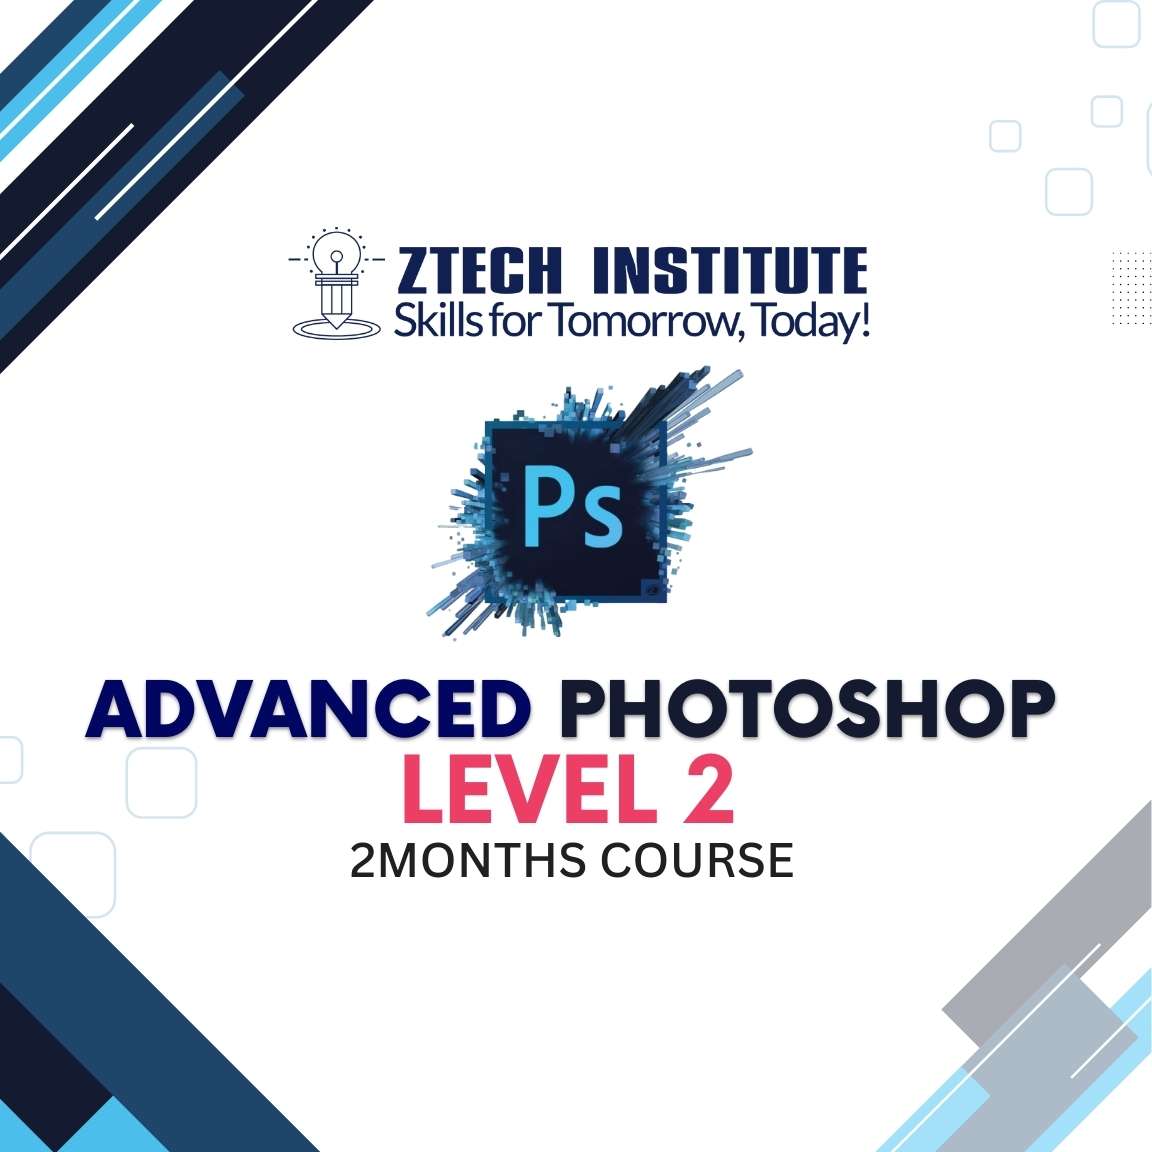 ZTECH INSTITUTE
Skills for Tomorrow, Today!
Ps
ADVANCED PHOTOSHOP
LEVEL 2
2MONTHS COURSE